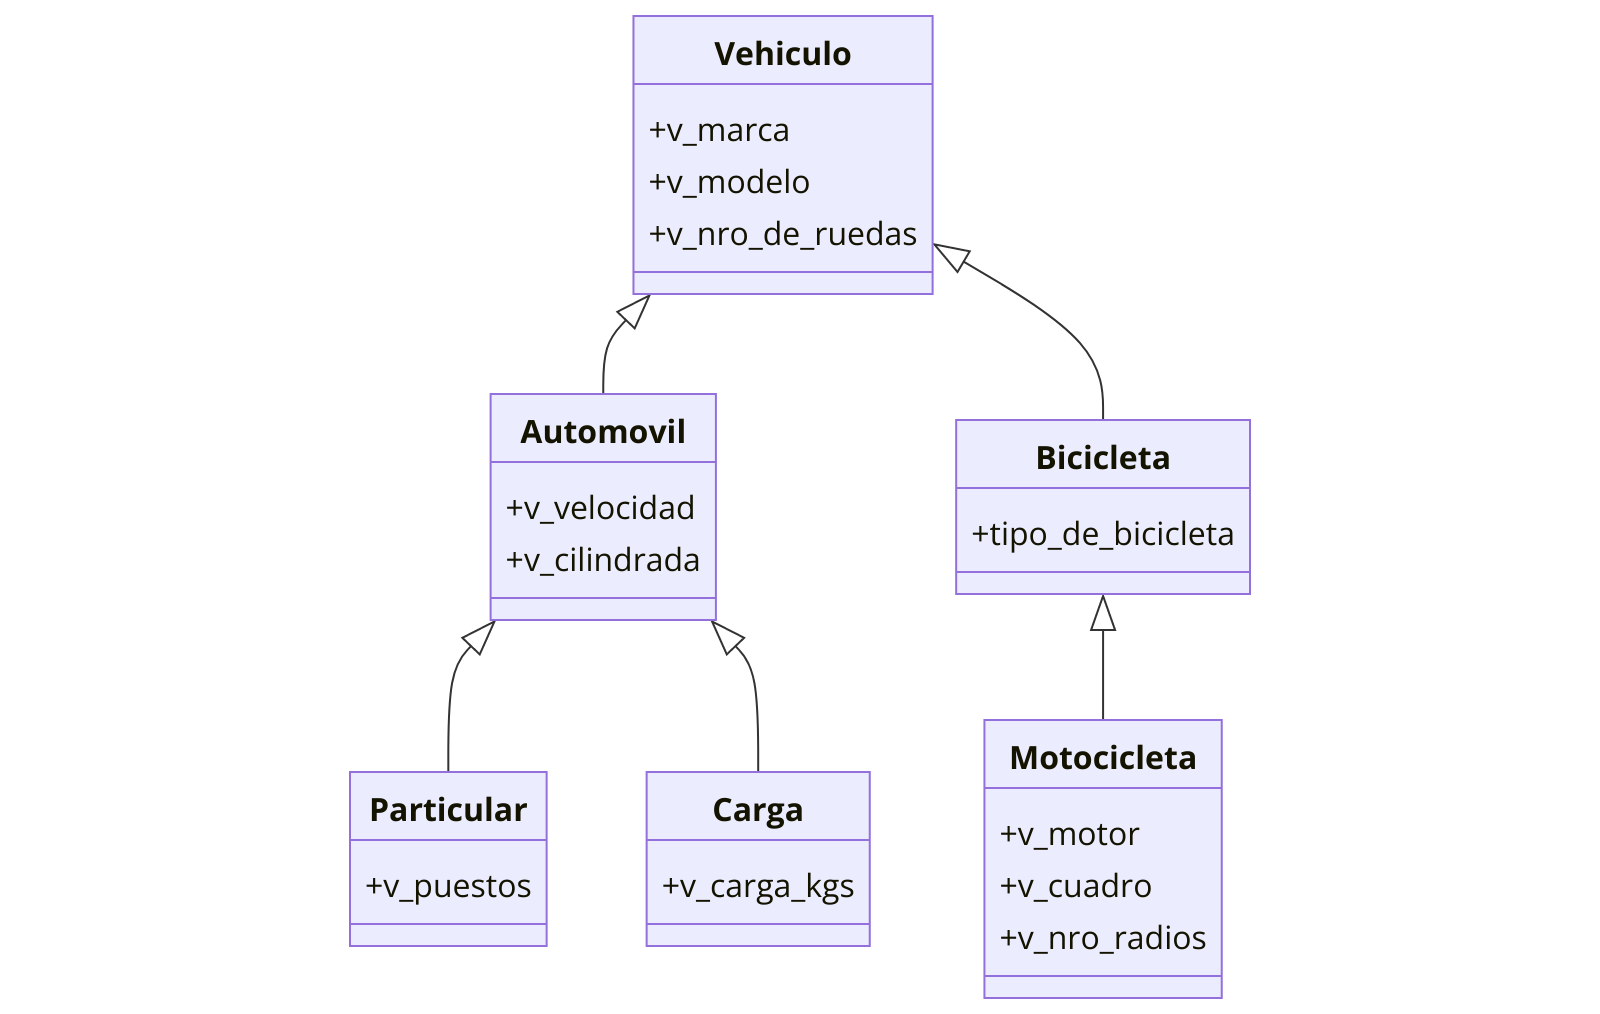 Vehiculo
+v_marca
+v_modelo
+v_nro_de_ruedas
Automovil
+v_velocidad
+v_cilindrada
Bicicleta
+tipo_de_bicicleta
Particular
+v_puestos
Carga
+v_carga_kgs
Motocicleta
+v_motor
+v_cuadro
+v_nro_radios